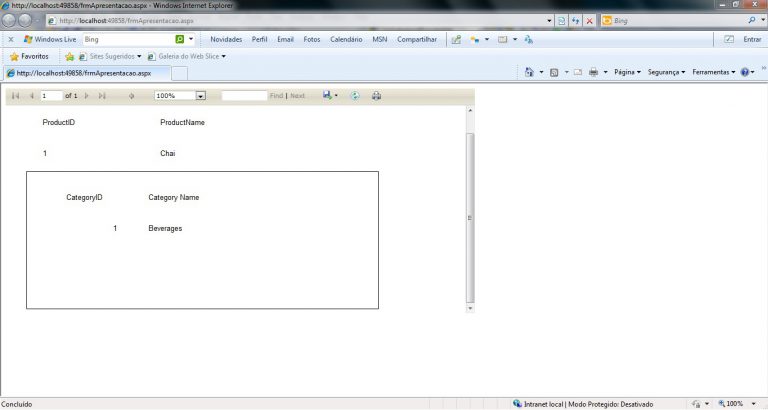 http://localhost:49858/frmApresentacao.aspx - Windows Internet Explorer
http://localhost:49858/frmApresentacao.aspx Bing
X Windows Live Bing Novidades Perfil Email Fotos Calendário MSN Compartilhar Entrar
Favoritos Sites Sugeridos Galeria do Web Slice
http://localhost:49858/frmApresentacao.aspx Página Segurança Ferramentas
1 of 1 100% Find | Next
ProductID ProductName
1 Chai
CategoryID Category Name
1 Beverages
Concluído Intranet local | Modo Protegido: Desativado 100%